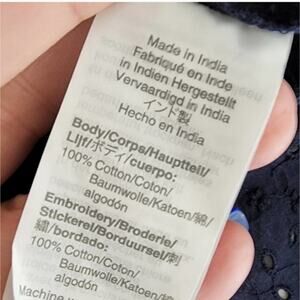 Made in India
Fabriqué en Inde
in Indien Hergestellt
Vervaardigd in India
インド製
Hecho en India
Body/Corps/Hauptteil/
Lijf/ボディ/cuerpo:
100% Cotton/Coton/
Baumwolle/Katoen/綿/
algodón
Embroidery/Broderie/
Stickerei/Borduursel/刺
繍/bordado:
100% Cotton/Coton/
Baumwolle/Katoen/綿/
algodón
Machine